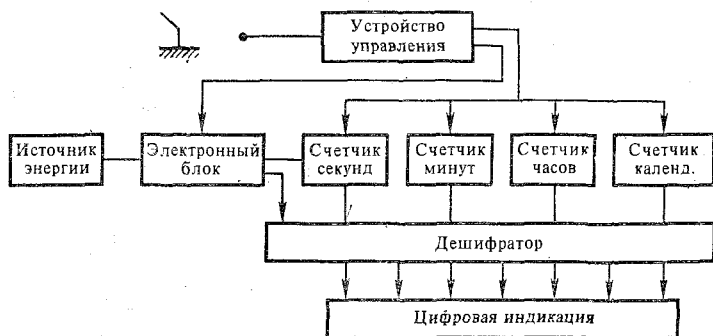 Устройство
управления
Источник
энергии
Электронный
блок
Счетчик
секунд
Счетчик
минут
Счетчик
часов
Счетчик
календ.
Дешифратор
Цифровая индикация